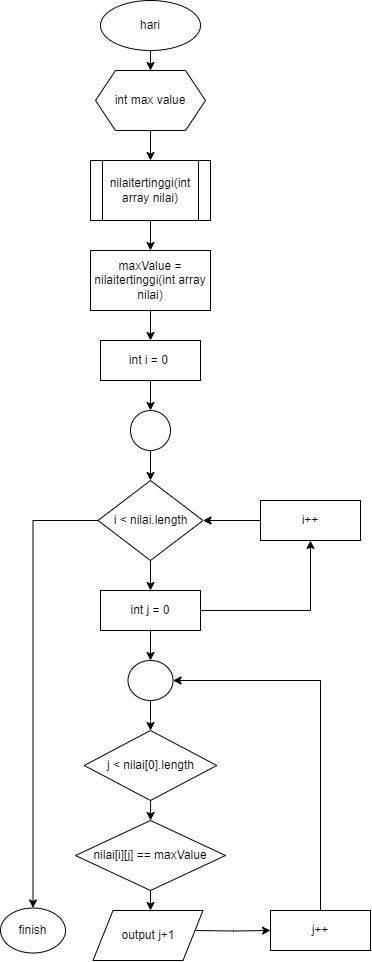 hari
int max value
nilaitertinggi(int
array nilai)
maxValue =
nilaitertinggi(int array
nilai)
int i = 0
i < nilai.length
i++
int j = 0
j < nilai[0].length
nilai[i][j] == maxValue
output j+1
j++
finish